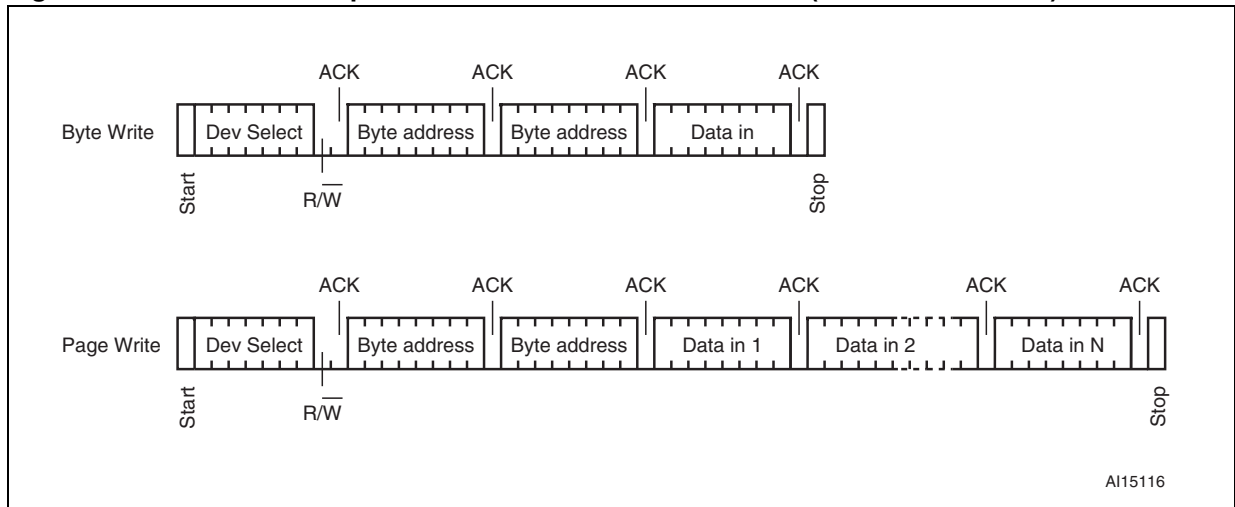 ACK ACK ACK ACK
Byte Write Dev Select Byte address Byte address Data in
Start R/W̅ Stop
ACK ACK ACK ACK ACK ACK
Page Write Dev Select Byte address Byte address Data in 1 Data in 2 Data in N
Start R/W̅ Stop
AI15116